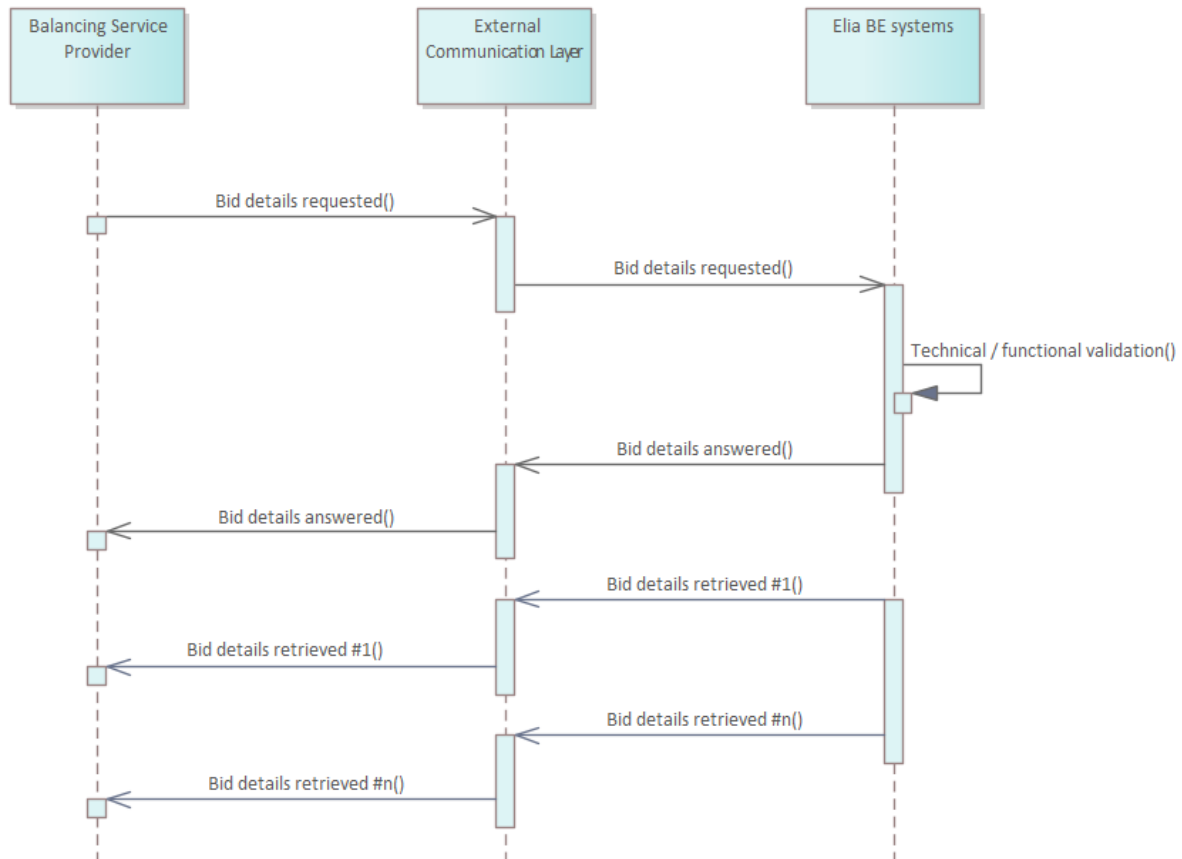 Balancing Service
Provider
External
Communication Layer
Elia BE systems
Bid details requested()
Bid details requested()
Technical / functional validation()
Bid details answered()
Bid details answered()
Bid details retrieved #1()
Bid details retrieved #1()
Bid details retrieved #n()
Bid details retrieved #n()